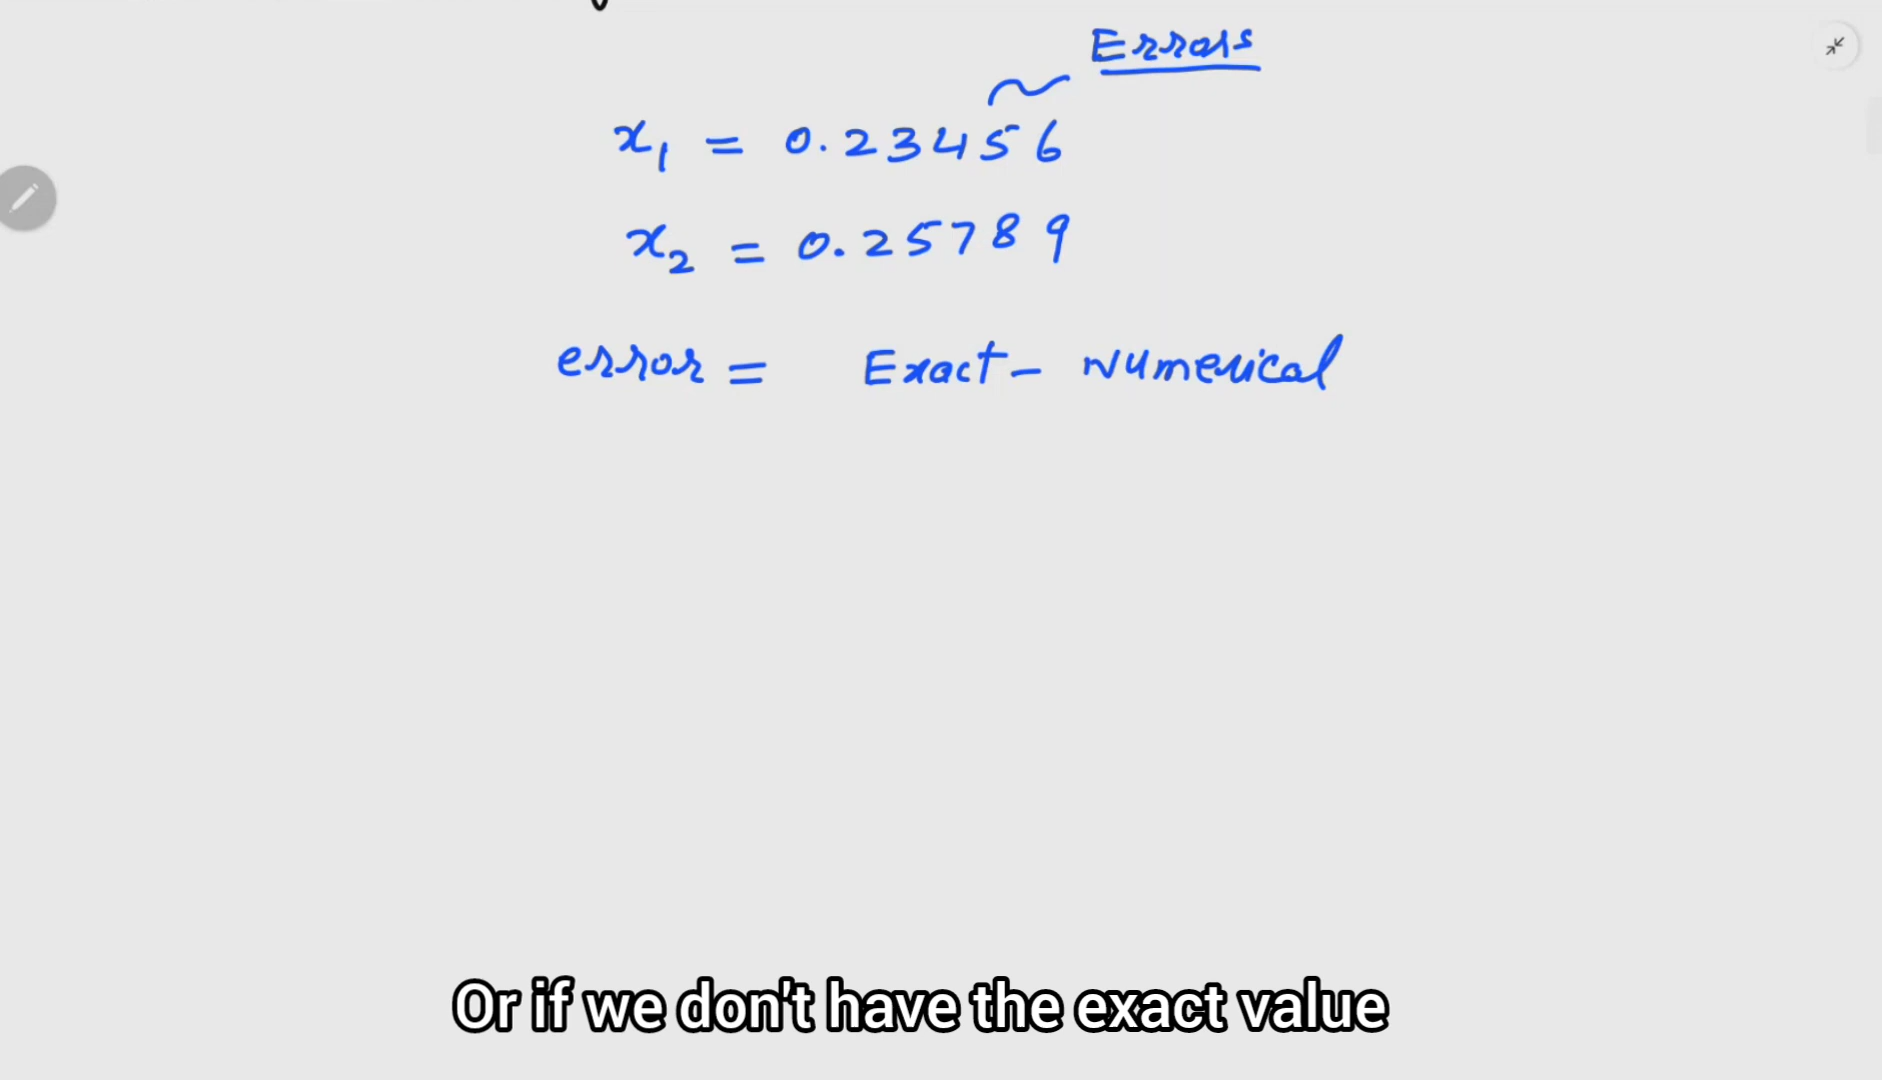 Errors
x₁ = 0.23456
x₂ = 0.25789
error = Exact - Numerical
Or if we don't have the exact value